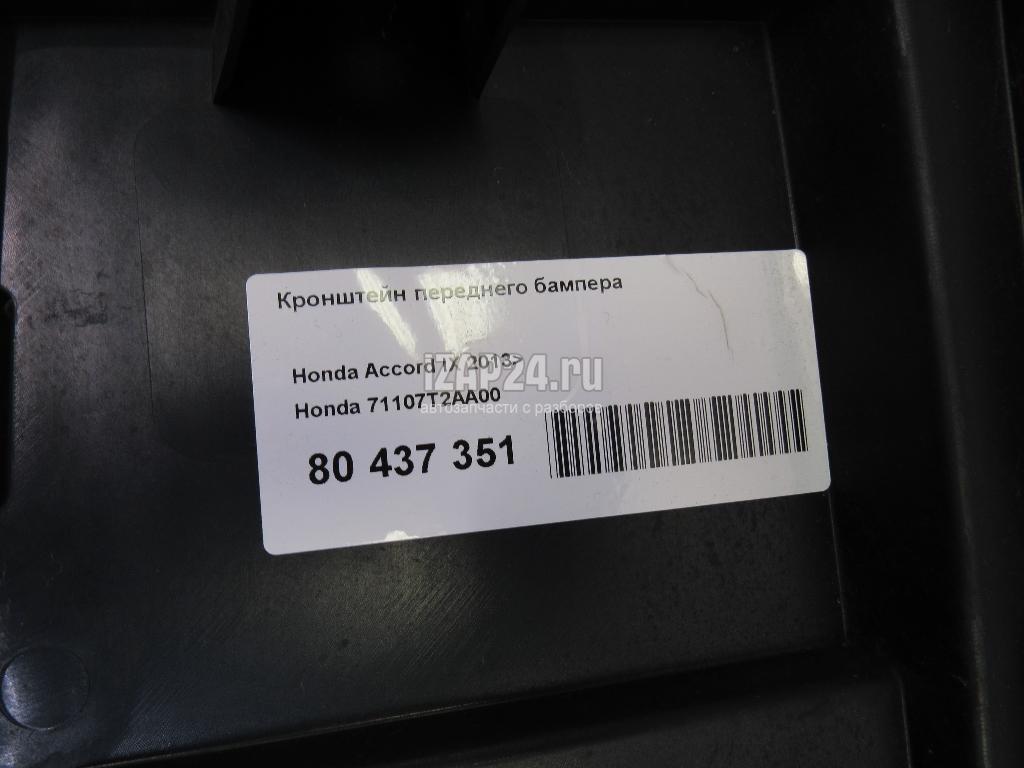 Кронштейн переднего бампера
Honda Accord IX 2013>
iZAP24.ru
Honda 71107T2AA00
автозапчасти с разборов
80 437 351